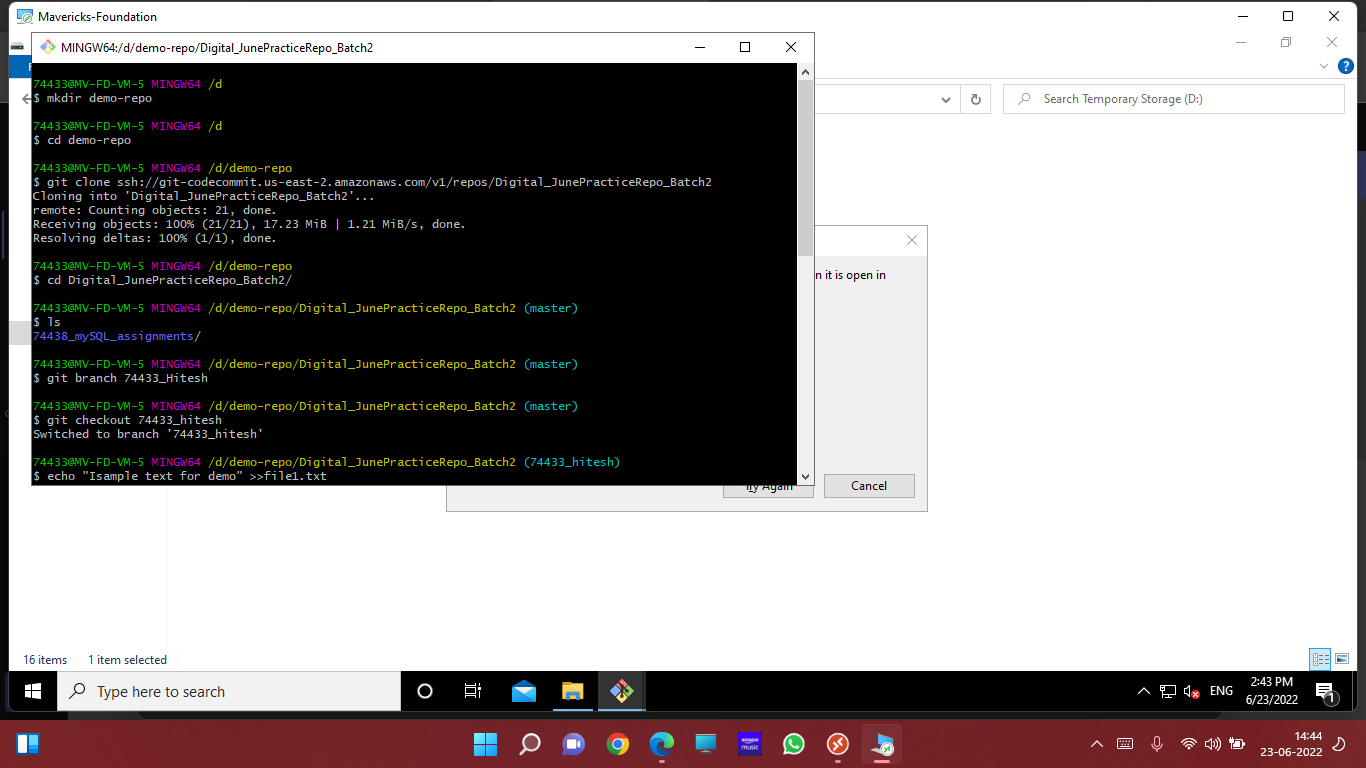 Mavericks-Foundation
MINGW64:/d/demo-repo/Digital_JunePracticeRepo_Batch2
74433@MV-FD-VM-5 MINGW64 /d
$ mkdir demo-repo
74433@MV-FD-VM-5 MINGW64 /d
$ cd demo-repo
74433@MV-FD-VM-5 MINGW64 /d/demo-repo
$ git clone ssh://git-codecommit.us-east-2.amazonaws.com/v1/repos/Digital_JunePracticeRepo_Batch2
Cloning into 'Digital_JunePracticeRepo_Batch2'...
remote: Counting objects: 21, done.
Receiving objects: 100% (21/21), 17.23 MiB | 1.21 MiB/s, done.
Resolving deltas: 100% (1/1), done.
74433@MV-FD-VM-5 MINGW64 /d/demo-repo
$ cd Digital_JunePracticeRepo_Batch2/
74433@MV-FD-VM-5 MINGW64 /d/demo-repo/Digital_JunePracticeRepo_Batch2 (master)
$ ls
74438_mySQL_assignments/
74433@MV-FD-VM-5 MINGW64 /d/demo-repo/Digital_JunePracticeRepo_Batch2 (master)
$ git branch 74433_Hitesh
74433@MV-FD-VM-5 MINGW64 /d/demo-repo/Digital_JunePracticeRepo_Batch2 (master)
$ git checkout 74433_hitesh
Switched to branch '74433_hitesh'
74433@MV-FD-VM-5 MINGW64 /d/demo-repo/Digital_JunePracticeRepo_Batch2 (74433_hitesh)
$ echo "Isample text for demo" >>file1.txt
Search Temporary Storage (D:)
n it is open in
Try Again
Cancel
16 items
1 item selected
Type here to search
ENG
2:43 PM
6/23/2022
1
amazon music
14:44
23-06-2022